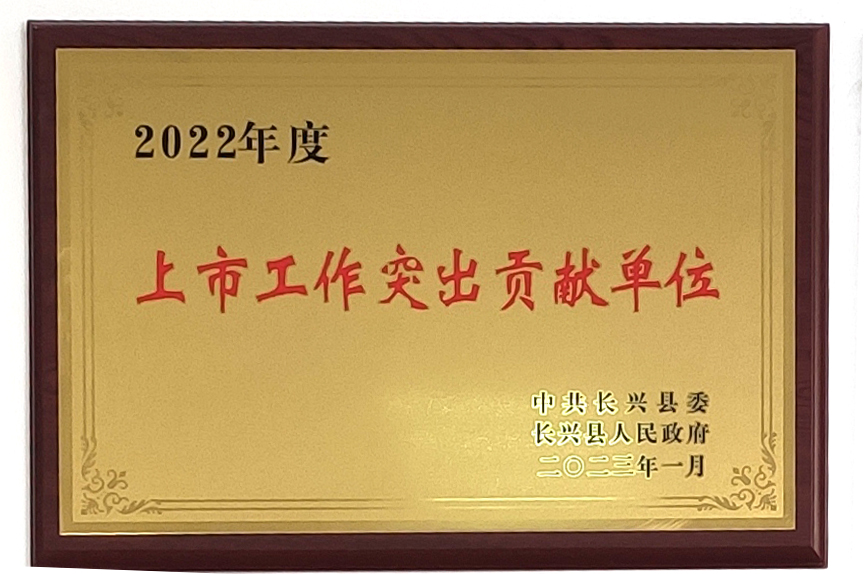 2022年度
上市工作突出贡献单位
中共长兴县委
长兴县人民政府
二〇二三年一月